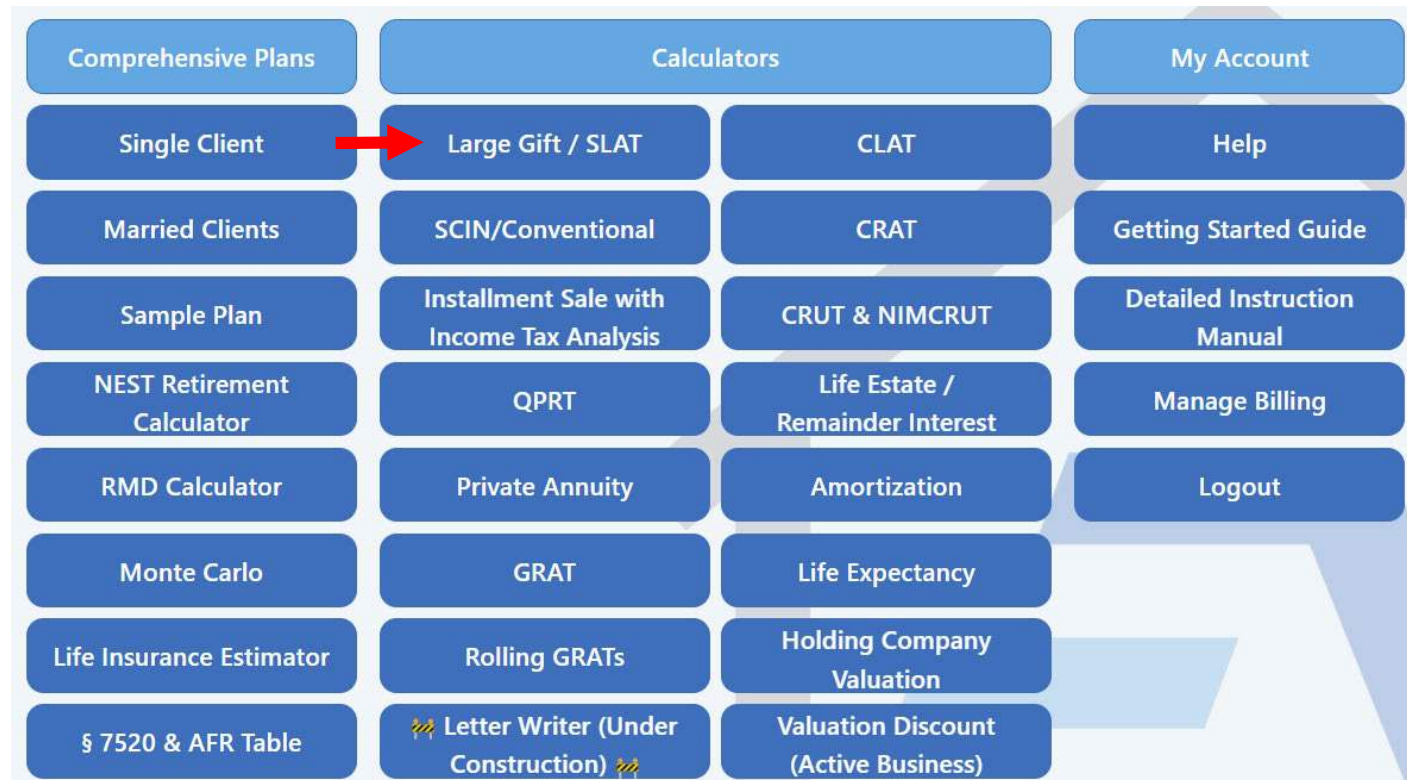 Comprehensive Plans
Calculators
My Account
Single Client
Large Gift / SLAT
CLAT
Help
Married Clients
SCIN/Conventional
CRAT
Getting Started Guide
Sample Plan
Installment Sale with
Income Tax Analysis
CRUT & NIMCRUT
Detailed Instruction
Manual
NEST Retirement
Calculator
QPRT
Life Estate /
Remainder Interest
Manage Billing
RMD Calculator
Private Annuity
Amortization
Logout
Monte Carlo
GRAT
Life Expectancy
Life Insurance Estimator
Rolling GRATs
Holding Company
Valuation
§ 7520 & AFR Table
🚧 Letter Writer (Under
Construction) 🚧
Valuation Discount
(Active Business)